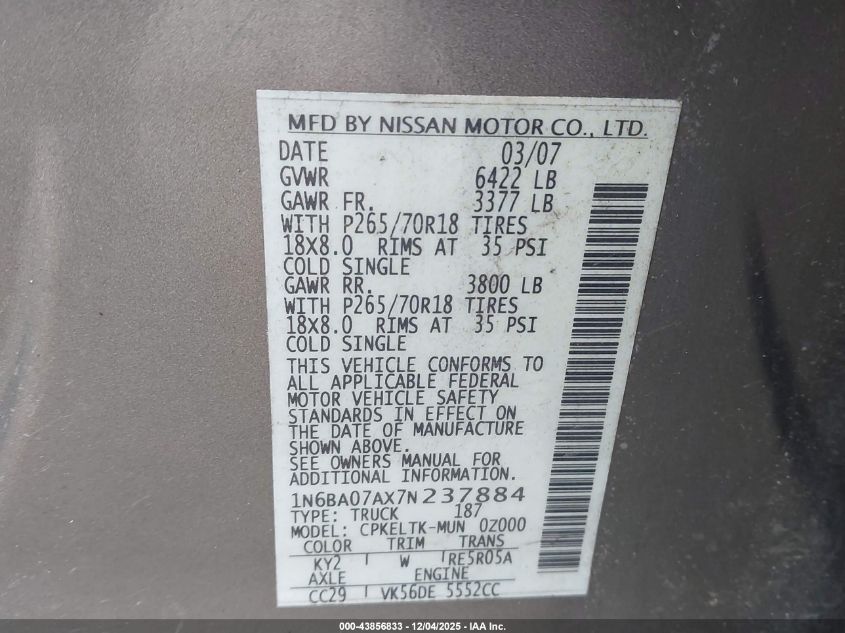 MFD BY NISSAN MOTOR CO., LTD.
DATE 03/07
GVWR 6422 LB
GAWR FR. 3377 LB
WITH P265/70R18 TIRES
18X8.0 RIMS AT 35 PSI
COLD SINGLE
GAWR RR. 3800 LB
WITH P265/70R18 TIRES
18X8.0 RIMS AT 35 PSI
COLD SINGLE
THIS VEHICLE CONFORMS TO
ALL APPLICABLE FEDERAL
MOTOR VEHICLE SAFETY
STANDARDS IN EFFECT ON
THE DATE OF MANUFACTURE
SHOWN ABOVE.
SEE OWNERS MANUAL FOR
ADDITIONAL INFORMATION.
1N6BA07AX7N237884
TYPE: TRUCK 187
MODEL: CPKELTK-MUN 0Z000
COLOR TRIM TRANS
KY2 W RE5R05A
AXLE ENGINE
CC29 VK56DE 5552CC
000-43856833 - 12/04/2025 - IAA Inc.